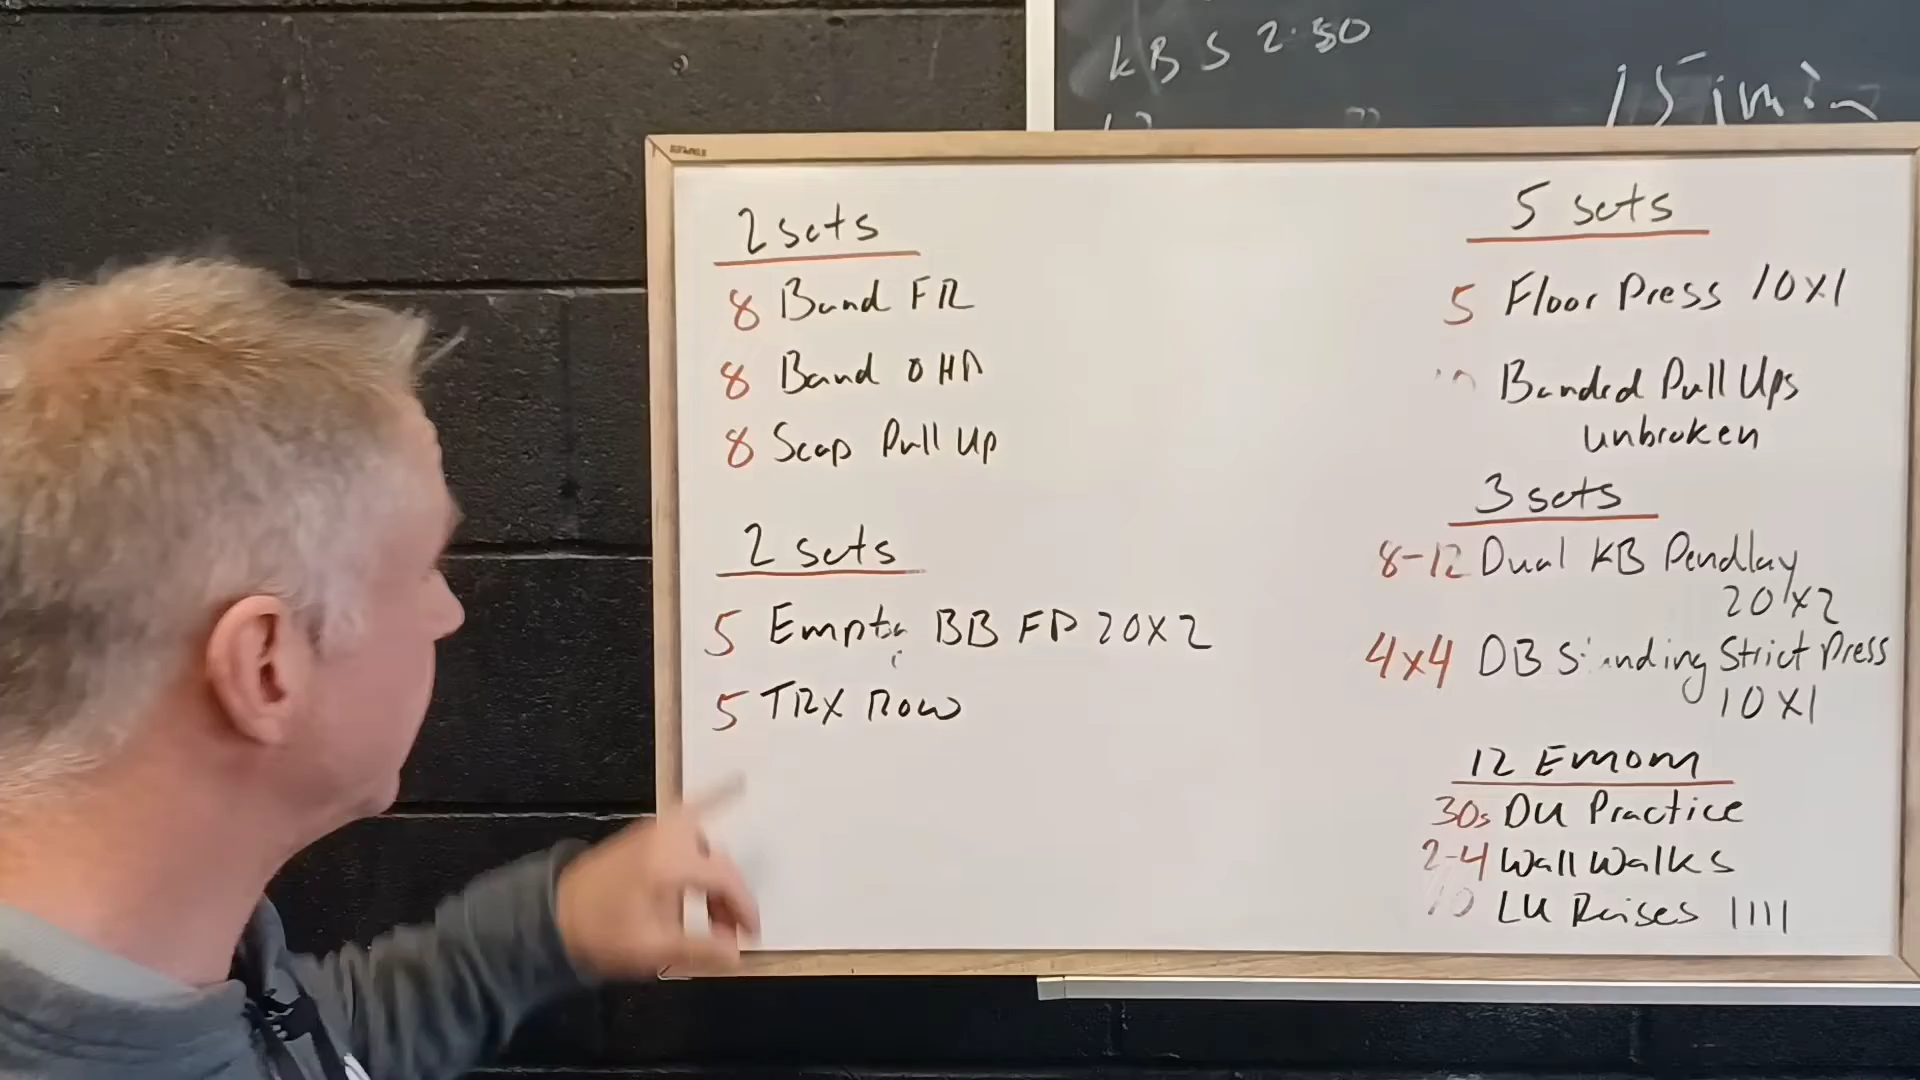 KBS 2:50
15 min
2 sets
8 Band FR
8 Band OHP
8 Scap Pull Up
2 sets
5 Empty BB FP 20X2
5 TRX Row
5 sets
5 Floor Press 10X1
Banded Pull Ups
unbroken
3 sets
8-12 Dual KB Pendlay
20X2
4x4 DB Standing Strict Press
10X1
12 Emom
30s DU Practice
2-4 Wall Walks
10 LU Raises 1111